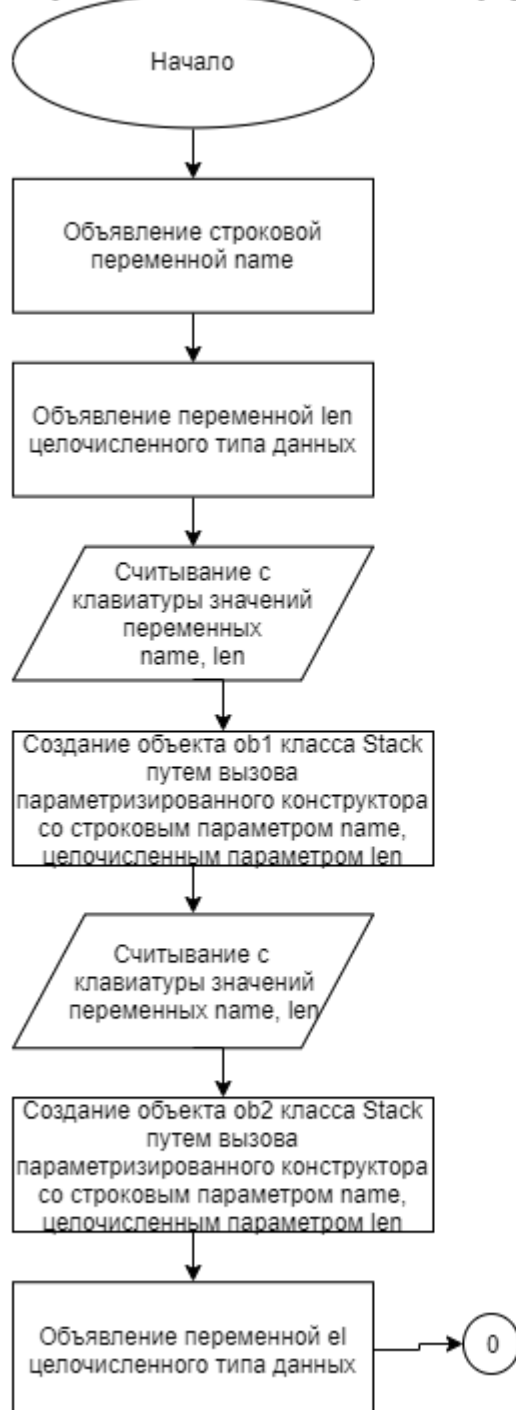 Начало
Объявление строковой
переменной name
Объявление переменной len
целочисленного типа данных
Считывание с
клавиатуры значений
переменных
name, len
Создание объекта ob1 класса Stack
путем вызова
параметризированного конструктора
со строковым параметром name,
целочисленным параметром len
Считывание с
клавиатуры значений
переменных name, len
Создание объекта ob2 класса Stack
путем вызова
параметризированного конструктора
со строковым параметром name,
целочисленным параметром len
Объявление переменной el
целочисленного типа данных
0